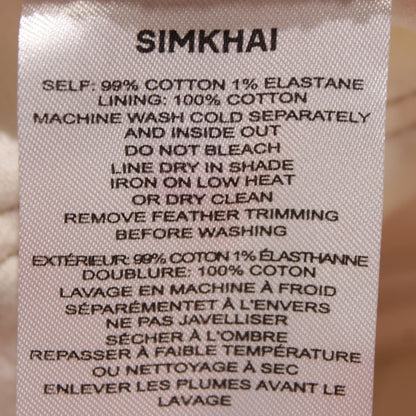 SIMKHAI
SELF: 99% COTTON 1% ELASTANE
LINING: 100% COTTON
MACHINE WASH COLD SEPARATELY
AND INSIDE OUT
DO NOT BLEACH
LINE DRY IN SHADE
IRON ON LOW HEAT
OR DRY CLEAN
REMOVE FEATHER TRIMMING
BEFORE WASHING
EXTÉRIEUR: 99% COTON 1% ÉLASTHANNE
DOUBLURE: 100% COTON
LAVAGE EN MACHINE À FROID
SÉPARÉMENTET À L'ENVERS
NE PAS JAVELLISER
SÉCHER À L'OMBRE
REPASSER À FAIBLE TEMPÉRATURE
OU NETTOYAGE À SEC
ENLEVER LES PLUMES AVANT LE
LAVAGE